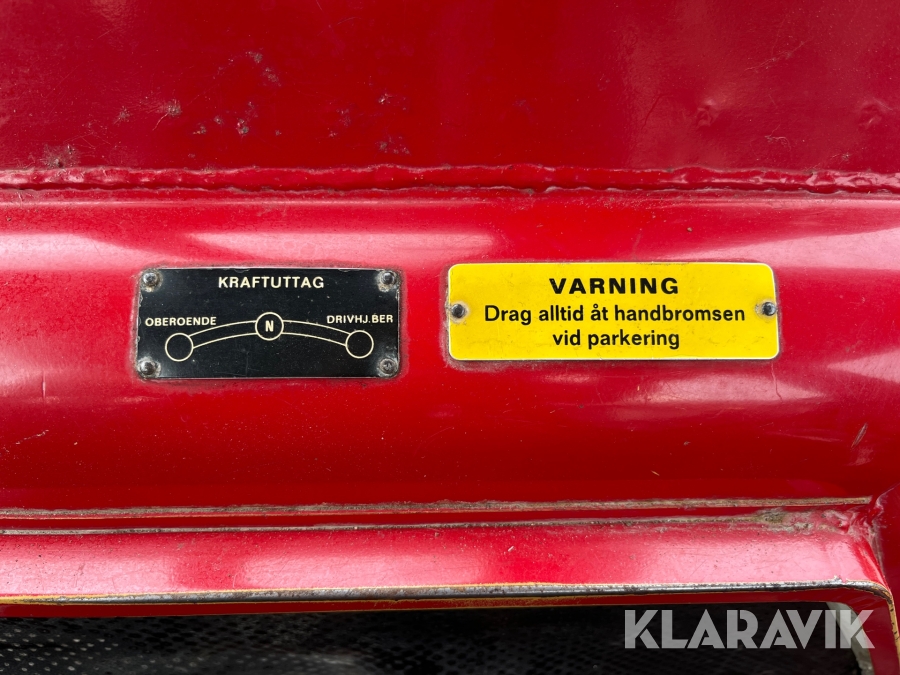 KRAFTUTTAG
OBEROENDE
N
DRIVHJ.BER
VARNING
Drag alltid åt handbromsen
vid parkering
KLARAVIK